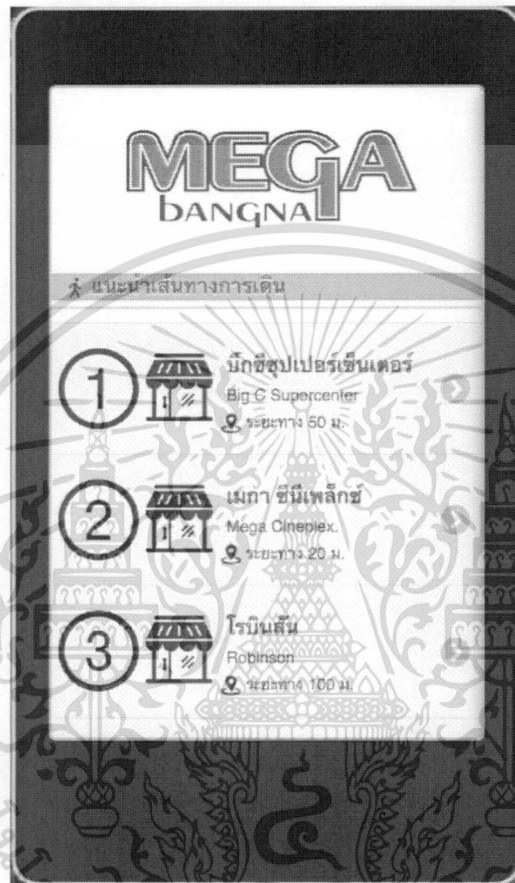 MEGA
bANGNA
แนะนำเส้นทางการเดิน
1
บิ๊กซีซุปเปอร์เซ็นเตอร์
Big C Supercenter
ระยะทาง 50 ม.
2
เมกา ซีนีเพล็กซ์
Mega Cineplex.
ระยะทาง 20 ม.
3
โรบินสัน
Robinson
ระยะทาง 100 ม.